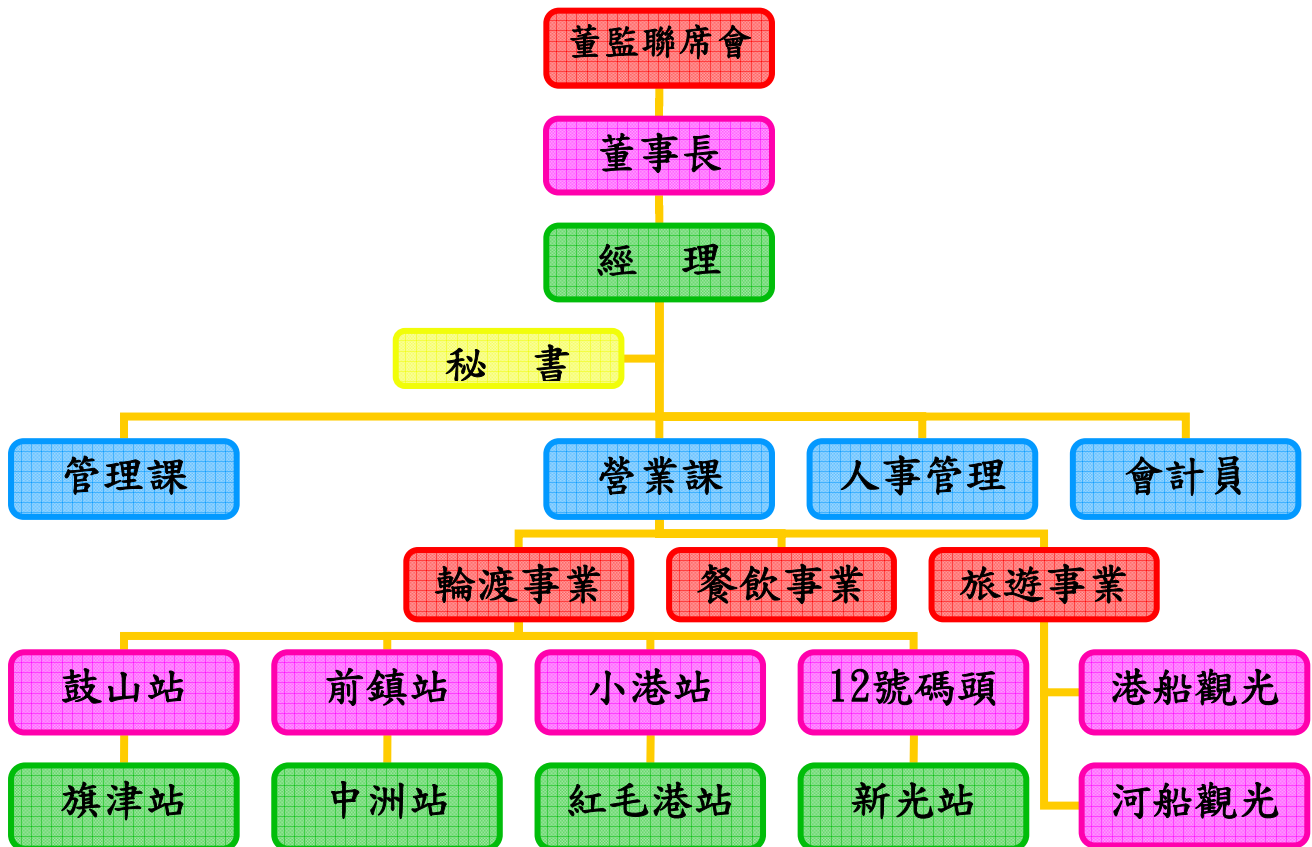 董監聯席會
董事長
經　理
秘　書
管理課
營業課
人事管理
會計員
輪渡事業
餐飲事業
旅遊事業
鼓山站
前鎮站
小港站
12號碼頭
港船觀光
旗津站
中洲站
紅毛港站
新光站
河船觀光